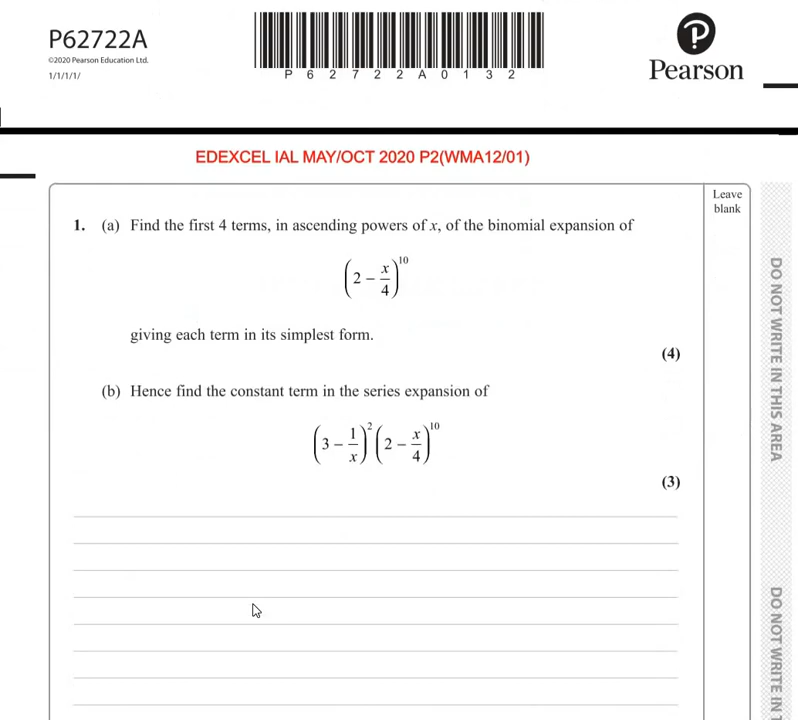 P62722A
©2020 Pearson Education Ltd.
1/1/1/1/
P 6 2 7 2 2 A 0 1 3 2
Pearson
EDEXCEL IAL MAY/OCT 2020 P2(WMA12/01)
Leave
blank
1. (a) Find the first 4 terms, in ascending powers of x, of the binomial expansion of
(2 − x/4)^10
giving each term in its simplest form.
(4)
(b) Hence find the constant term in the series expansion of
(3 − 1/x)^2 (2 − x/4)^10
(3)
DO NOT WRITE IN THIS AREA
DO NOT WRITE IN T